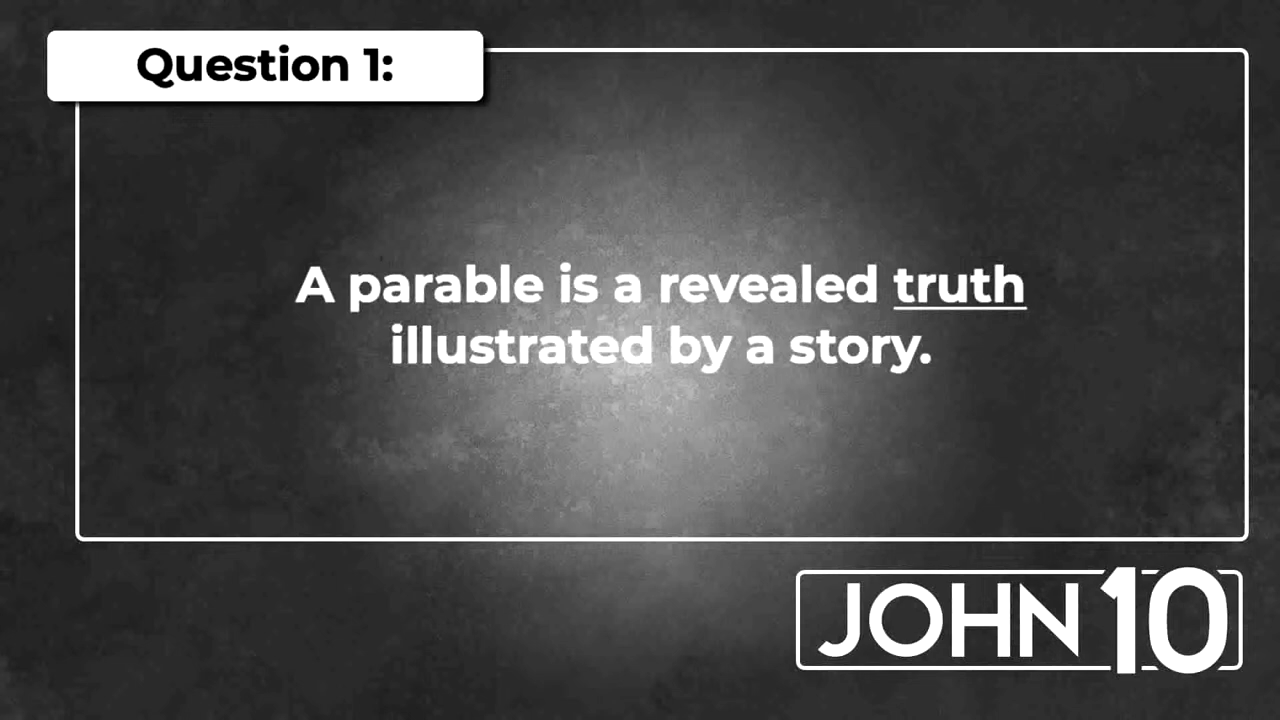 Question 1:
A parable is a revealed truth
illustrated by a story.
JOHN 10